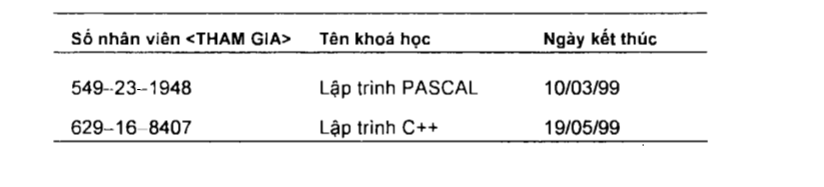 Số nhân viên <THAM GIA> Tên khoá học Ngày kết thúc
549-23-1948 Lập trình PASCAL 10/03/99
629-16-8407 Lập trình C++ 19/05/99